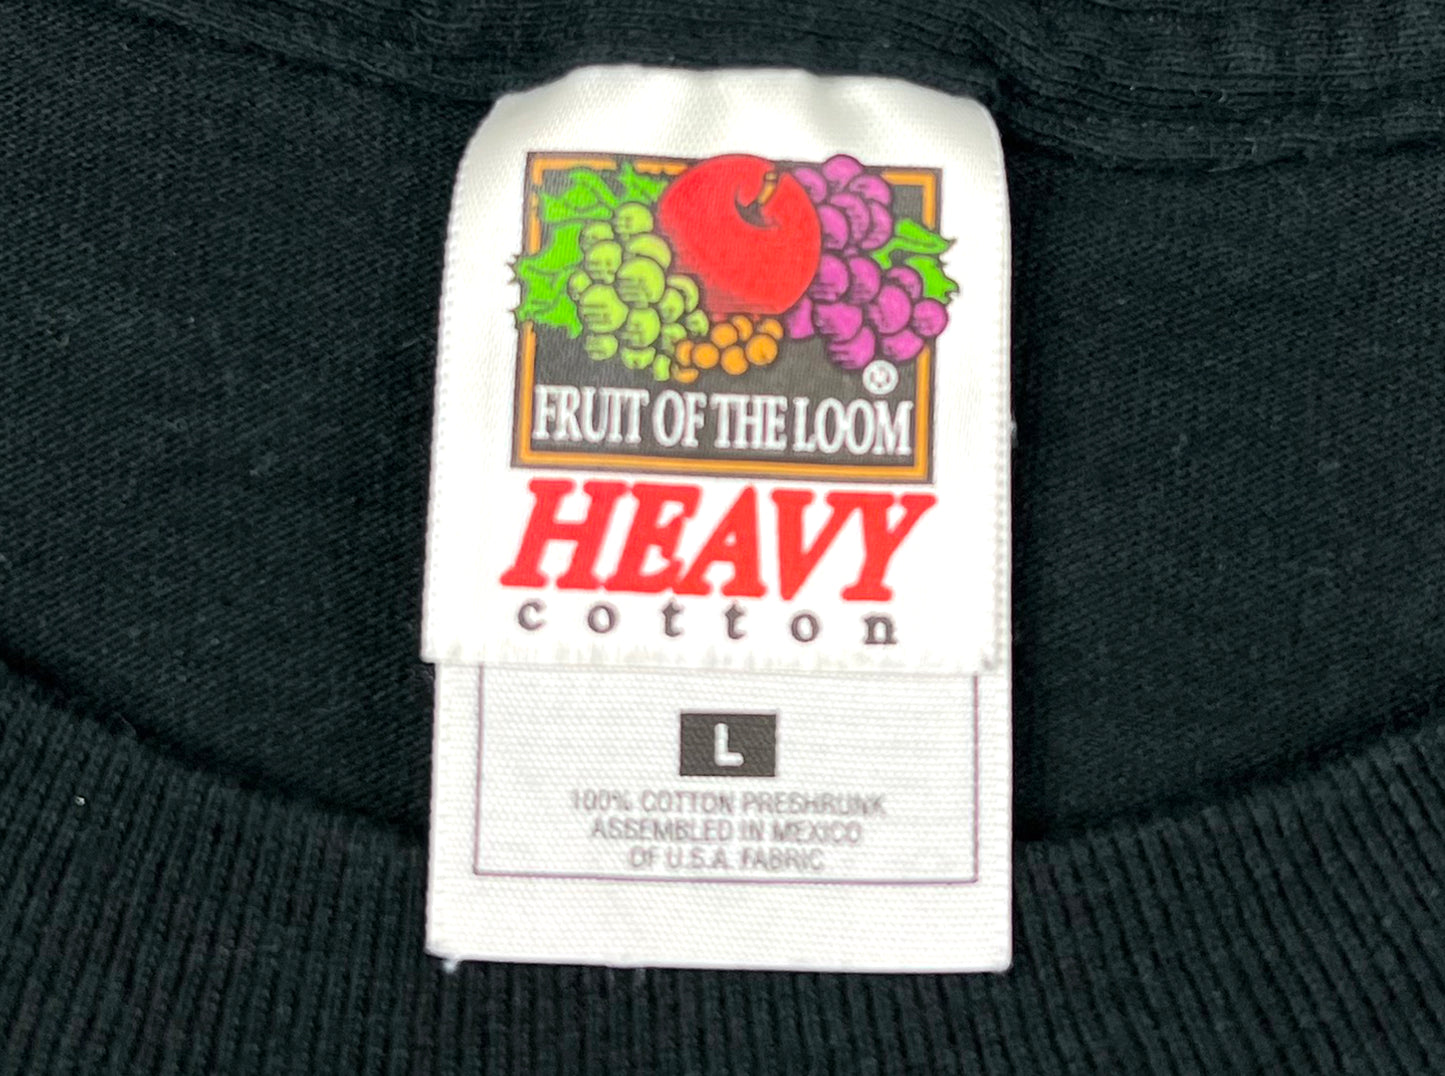 ®
FRUIT OF THE LOOM
HEAVY
cotton
L
100% COTTON PRESHRUNK
ASSEMBLED IN MEXICO
OF U.S.A. FABRIC